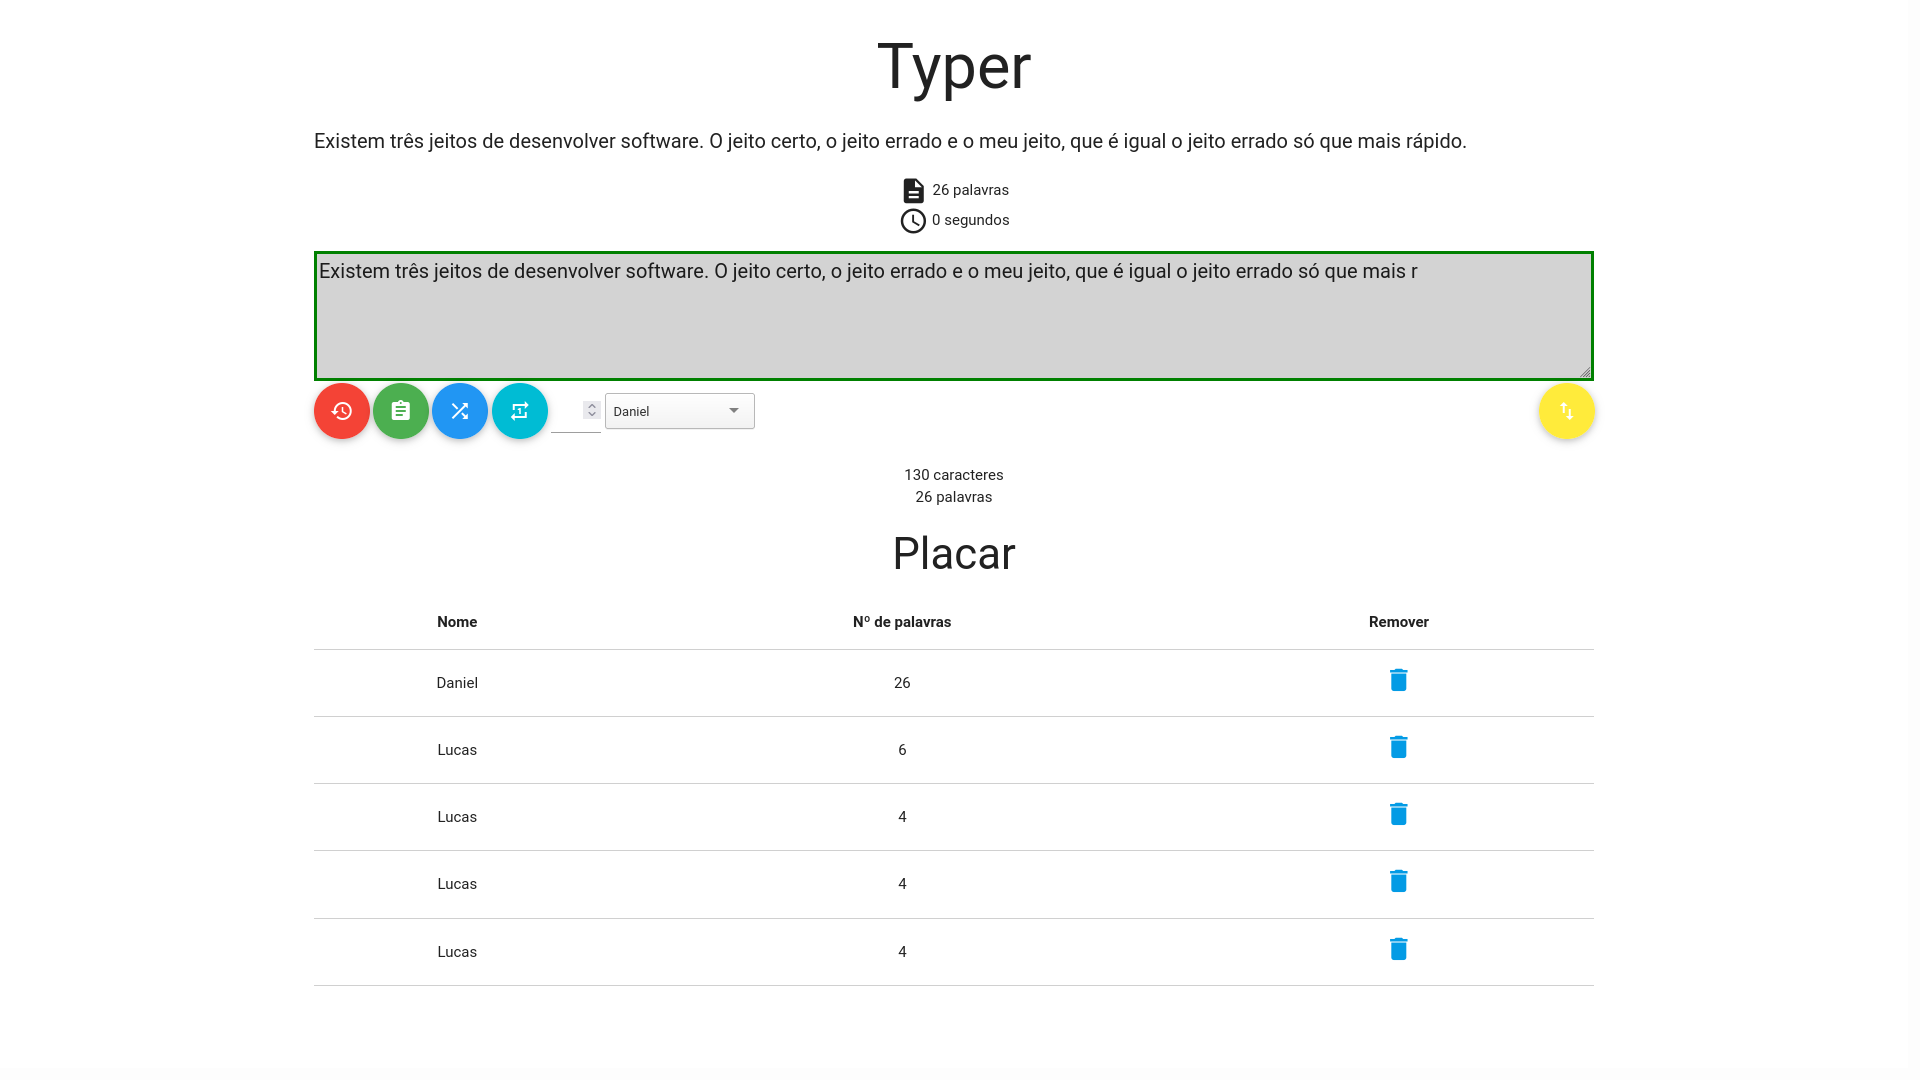 Typer
Existem três jeitos de desenvolver software. O jeito certo, o jeito errado e o meu jeito, que é igual o jeito errado só que mais rápido.
26 palavras
0 segundos
Existem três jeitos de desenvolver software. O jeito certo, o jeito errado e o meu jeito, que é igual o jeito errado só que mais r
Daniel
130 caracteres
26 palavras
Placar
Nome Nº de palavras Remover
Daniel 26
Lucas 6
Lucas 4
Lucas 4
Lucas 4